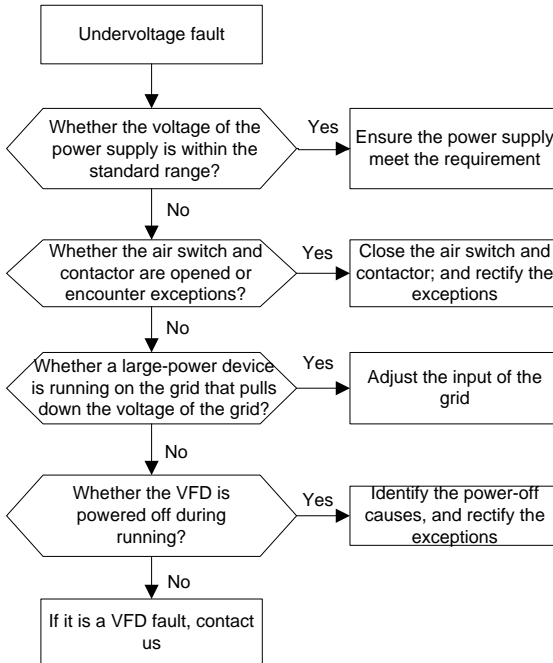 Undervoltage fault
Whether the voltage of the
power supply is within the
standard range?
Yes
Ensure the power supply
meet the requirement
No
Whether the air switch and
contactor are opened or
encounter exceptions?
Yes
Close the air switch and
contactor; and rectify the
exceptions
No
Whether a large-power device
is running on the grid that pulls
down the voltage of the grid?
Yes
Adjust the input of the
grid
No
Whether the VFD is
powered off during
running?
Yes
Identify the power-off
causes, and rectify the
exceptions
No
If it is a VFD fault, contact
us